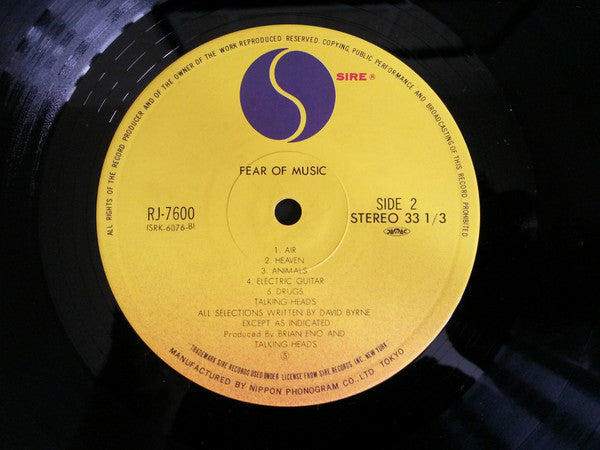 ALL RIGHTS OF THE RECORD PRODUCER AND OF THE OWNER OF THE WORK REPRODUCED RESERVED. COPYING, PUBLIC PERFORMANCE AND BROADCASTING OF THIS RECORD PROHIBITED
SIRE ®
FEAR OF MUSIC
RJ-7600
(SRK-6076-B)
SIDE 2
STEREO 33 1/3
JASRAC
1. AIR
2. HEAVEN
3. ANIMALS
4. ELECTRIC GUITAR
5. DRUGS
TALKING HEADS
ALL SELECTIONS WRITTEN BY DAVID BYRNE
EXCEPT AS INDICATED
Produced by BRIAN ENO AND
TALKING HEADS
Ⓢ
TRADEMARK SIRE RECORDS USED UNDER LICENSE FROM SIRE RECORDS INC. NEW YORK
MANUFACTURED BY NIPPON PHONOGRAM CO., LTD. TOKYO